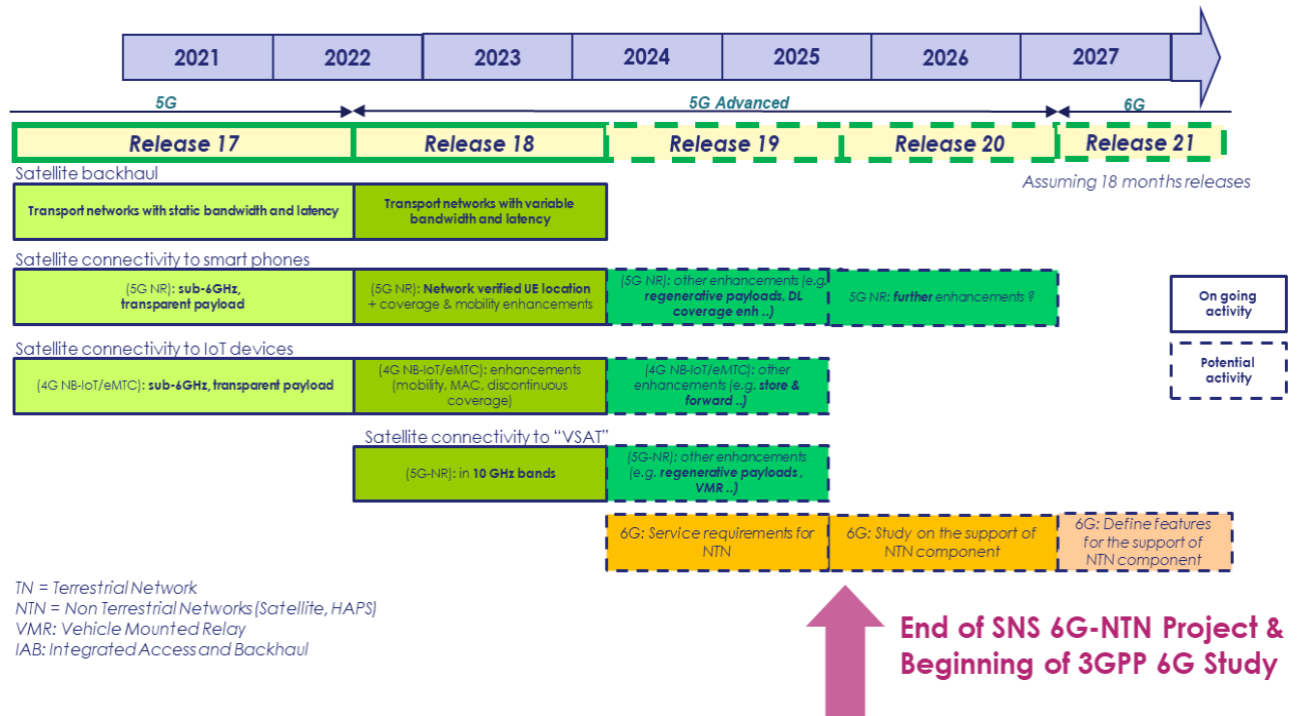 2021 2022 2023 2024 2025 2026 2027
5G 5G Advanced 6G
Release 17 Release 18 Release 19 Release 20 Release 21
Assuming 18 months releases
Satellite backhaul
Transport networks with static bandwidth and latency
Transport networks with variable
bandwidth and latency
Satellite connectivity to smart phones
(5G NR): sub-6GHz,
transparent payload
(5G NR): Network verified UE location
+ coverage & mobility enhancements
(5G NR): other enhancements (e.g.
regenerative payloads, DL
coverage enh ..)
5G NR: further enhancements ?
On going
activity
Potential
activity
Satellite connectivity to IoT devices
(4G NB-IoT/eMTC): sub-6GHz, transparent payload
(4G NB-IoT/eMTC): enhancements
(mobility, MAC, discontinuous
coverage)
(4G NB-IoT/eMTC): other
enhancements (e.g. store &
forward ..)
Satellite connectivity to "VSAT"
(5G-NR): in 10 GHz bands
(5G-NR): other enhancements
(e.g. regenerative payloads ,
VMR ..)
6G: Service requirements for
NTN
6G: Study on the support of
NTN component
6G: Define features
for the support of
NTN component
TN = Terrestrial Network
NTN = Non Terrestrial Networks (Satellite, HAPS)
VMR: Vehicle Mounted Relay
IAB: Integrated Access and Backhaul
End of SNS 6G-NTN Project &
Beginning of 3GPP 6G Study